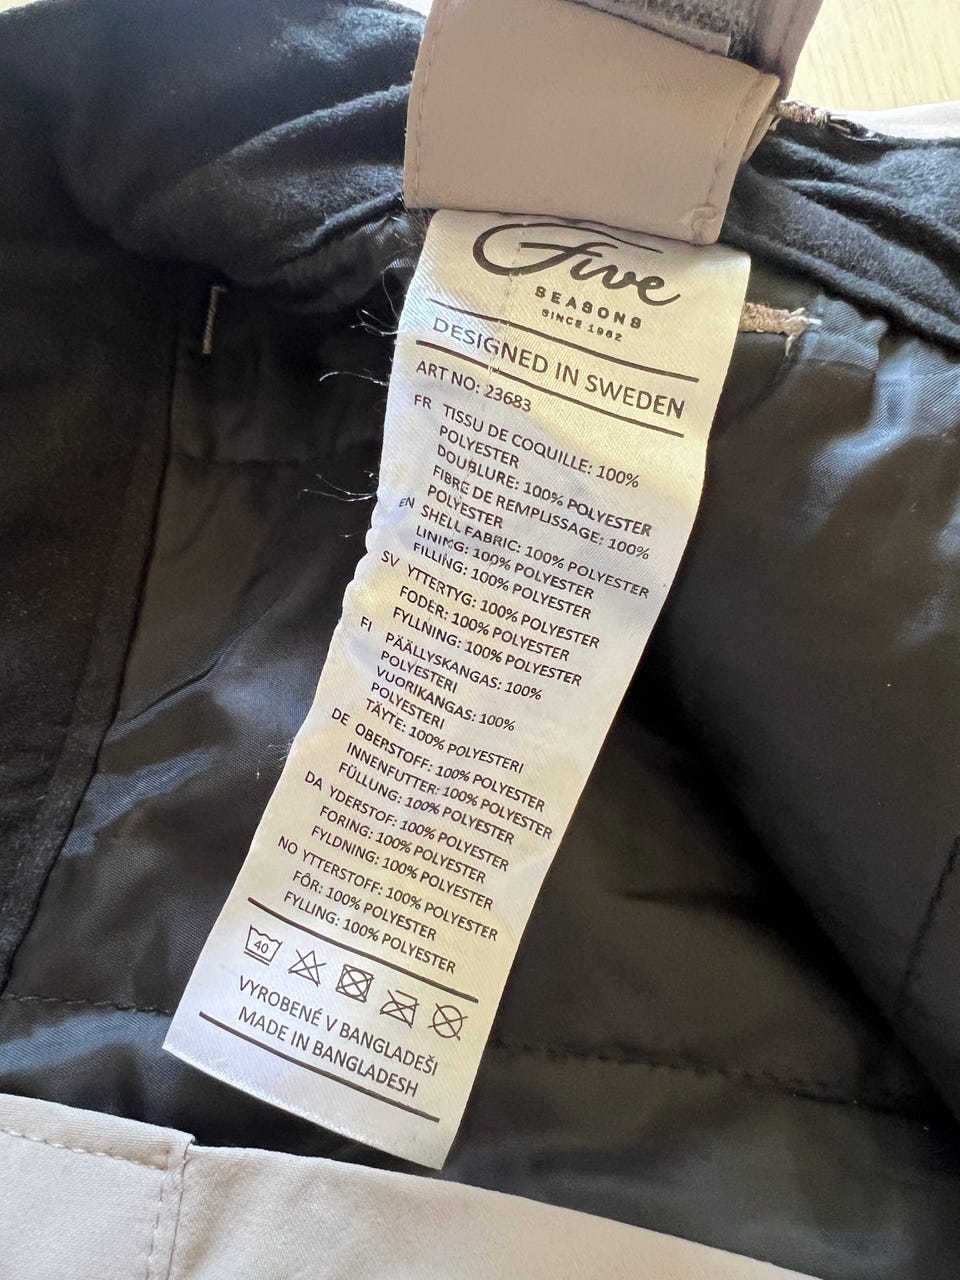 Five
SEASONS
SINCE 1962
DESIGNED IN SWEDEN
ART NO: 23683
FR TISSU DE COQUILLE: 100%
POLYESTER
DOUBLURE: 100% POLYESTER
FIBRE DE REMPLISSAGE: 100%
POLYESTER
EN SHELL FABRIC: 100% POLYESTER
LINING: 100% POLYESTER
FILLING: 100% POLYESTER
SV YTTERTYG: 100% POLYESTER
FODER: 100% POLYESTER
FYLLNING: 100% POLYESTER
FI PÄÄLLYSKANGAS: 100%
POLYESTERI
VUORIKANGAS: 100%
POLYESTERI
TÄYTE: 100% POLYESTERI
DE OBERSTOFF: 100% POLYESTER
INNENFUTTER: 100% POLYESTER
FÜLLUNG: 100% POLYESTER
DA YDERSTOF: 100% POLYESTER
FORING: 100% POLYESTER
FYLDNING: 100% POLYESTER
NO YTTERSTOFF: 100% POLYESTER
FÔR: 100% POLYESTER
FYLLING: 100% POLYESTER
40
VYROBENÉ V BANGLADEŠI
MADE IN BANGLADESH